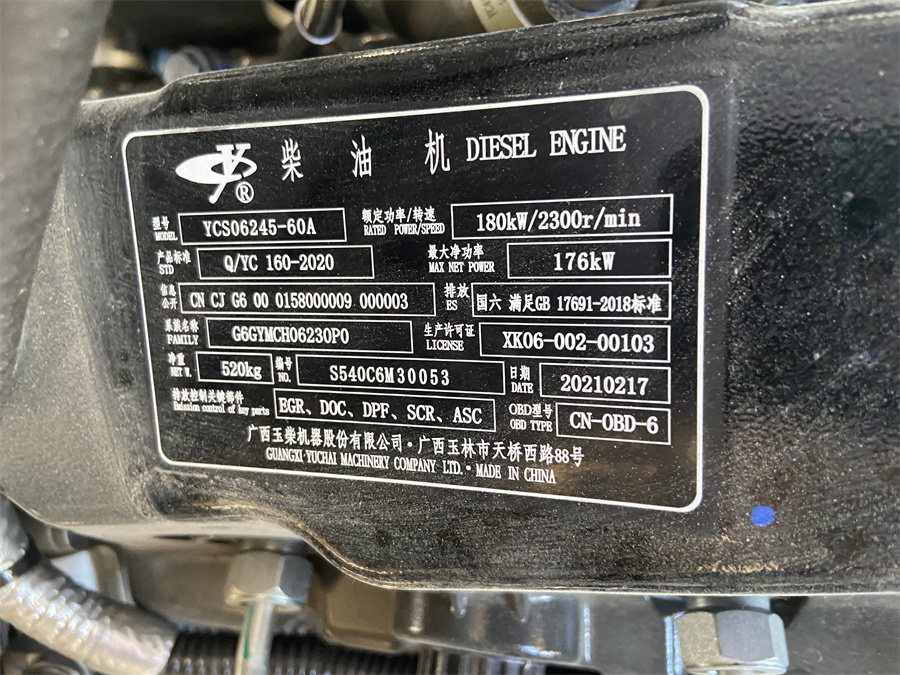 ® 柴油机 DIESEL ENGINE
型号 MODEL YCS06245-60A 额定功率/转速 RATED POWER/SPEED 180kW/2300r/min
产品标准 STD Q/YC 160-2020 最大净功率 MAX NET POWER 176kW
信息公开 CN CJ G6 00 0158000009 000003 排放 ES 国六 满足GB 17691-2018标准
系族名称 FAMILY G6GYMCH06230P0 生产许可证 LICENSE XK06-002-00103
净重 NET W. 520kg 编号 NO. S540C6M30053 日期 DATE 20210217
排放控制关键部件 Emission control of key parts EGR、DOC、DPF、SCR、ASC OBD型号 OBD TYPE CN-OBD-6
广西玉柴机器股份有限公司·广西玉林市天桥西路88号
GUANGXI YUCHAI MACHINERY COMPANY LTD.·MADE IN CHINA